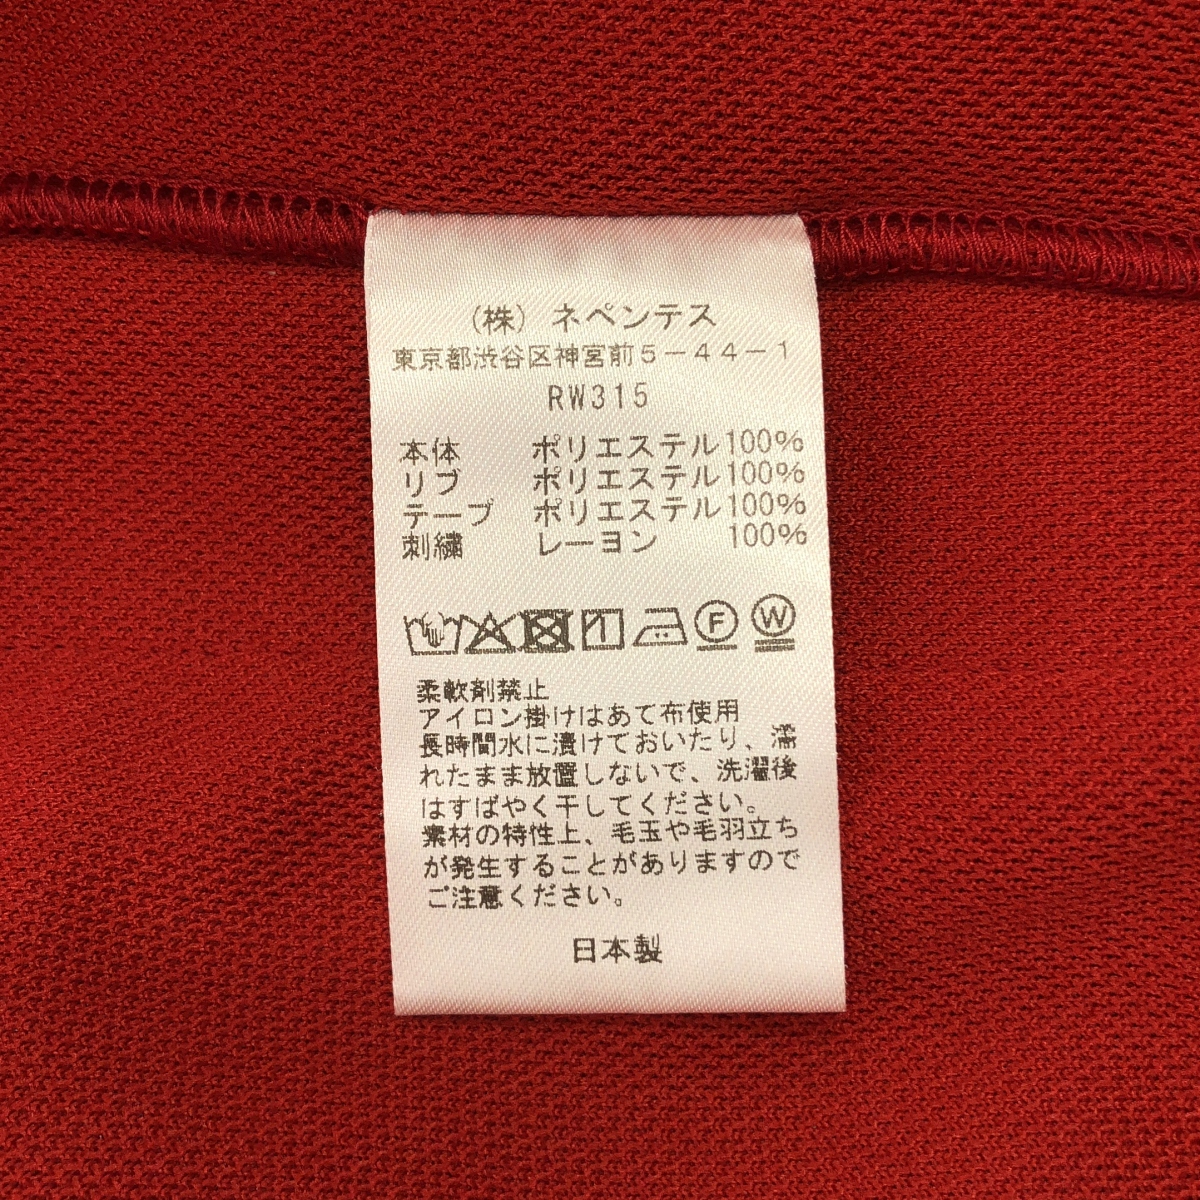 (株) ネペンテス
東京都渋谷区神宮前5-44-1
RW315
本体 ポリエステル100%
リブ ポリエステル100%
テープ ポリエステル100%
刺繍 レーヨン 100%
F W
柔軟剤禁止
アイロン掛けはあて布使用
長時間水に漬けておいたり、濡
れたまま放置しないで、洗濯後
はすばやく干してください。
素材の特性上、毛玉や毛羽立ち
が発生することがありますので
ご注意ください。
日本製